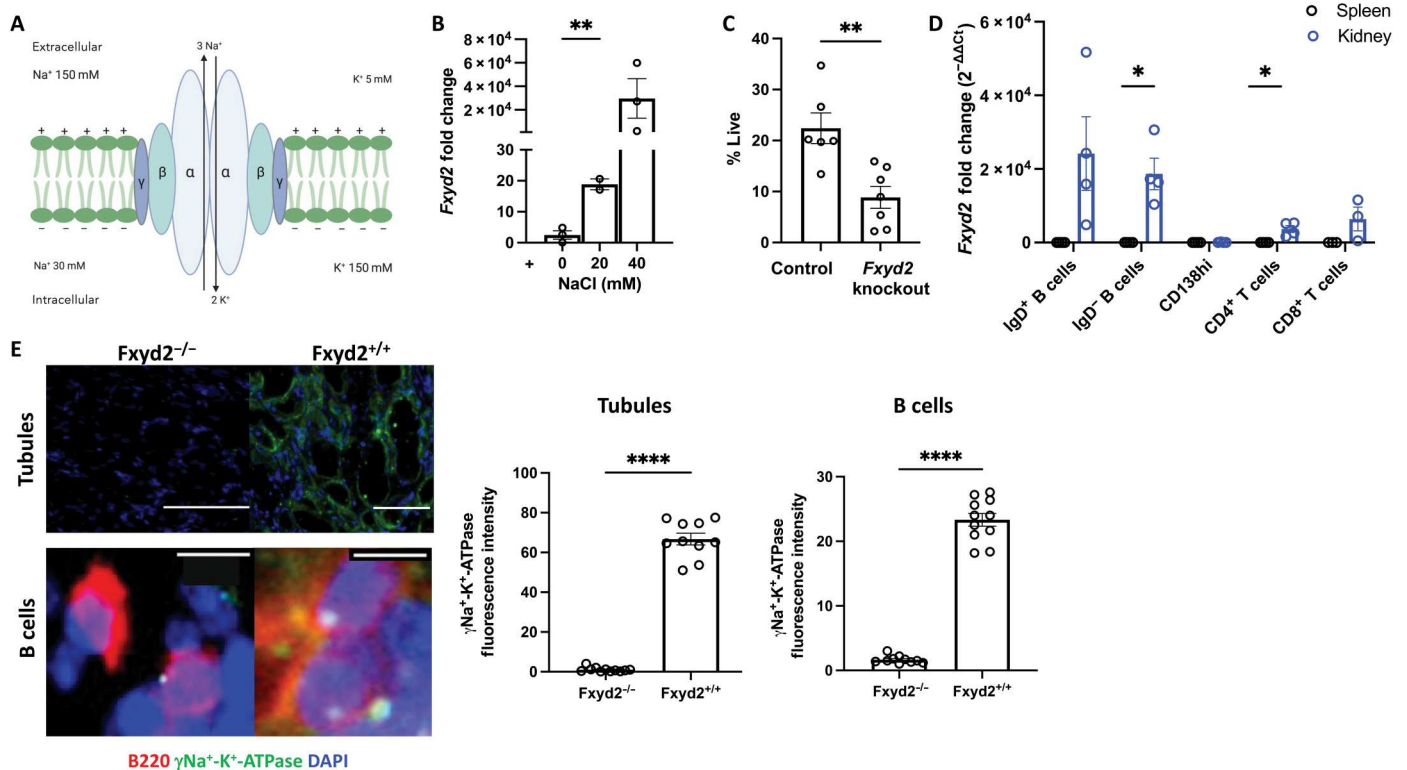 A
Extracellular
3 Na⁺
Na⁺ 150 mM
K⁺ 5 mM
+ + + + +
+ + + + +
γ β α α β γ
– – – – –
– – – – –
Na⁺ 30 mM
K⁺ 150 mM
Intracellular
2 K⁺
B
**
Fxyd2 fold change
8 × 10⁴
6 × 10⁴
4 × 10⁴
2 × 10⁴
30
20
10
0
+ 0 20 40
NaCl (mM)
C
**
% Live
40
30
20
10
0
Control
Fxyd2
knockout
D
Spleen
Kidney
Fxyd2 fold change (2^−ΔΔCt)
6 × 10⁴
4 × 10⁴
2 × 10⁴
0
*
*
IgD⁺ B cells
IgD⁻ B cells
CD138hi
CD4⁺ T cells
CD8⁺ T cells
E
Fxyd2⁻/⁻
Fxyd2⁺/⁺
Tubules
B cells
B220 γNa⁺-K⁺-ATPase DAPI
Tubules
****
γNa⁺-K⁺-ATPase
fluorescence intensity
100
80
60
40
20
0
Fxyd2⁻/⁻
Fxyd2⁺/⁺
B cells
****
γNa⁺-K⁺-ATPase
fluorescence intensity
30
20
10
0
Fxyd2⁻/⁻
Fxyd2⁺/⁺